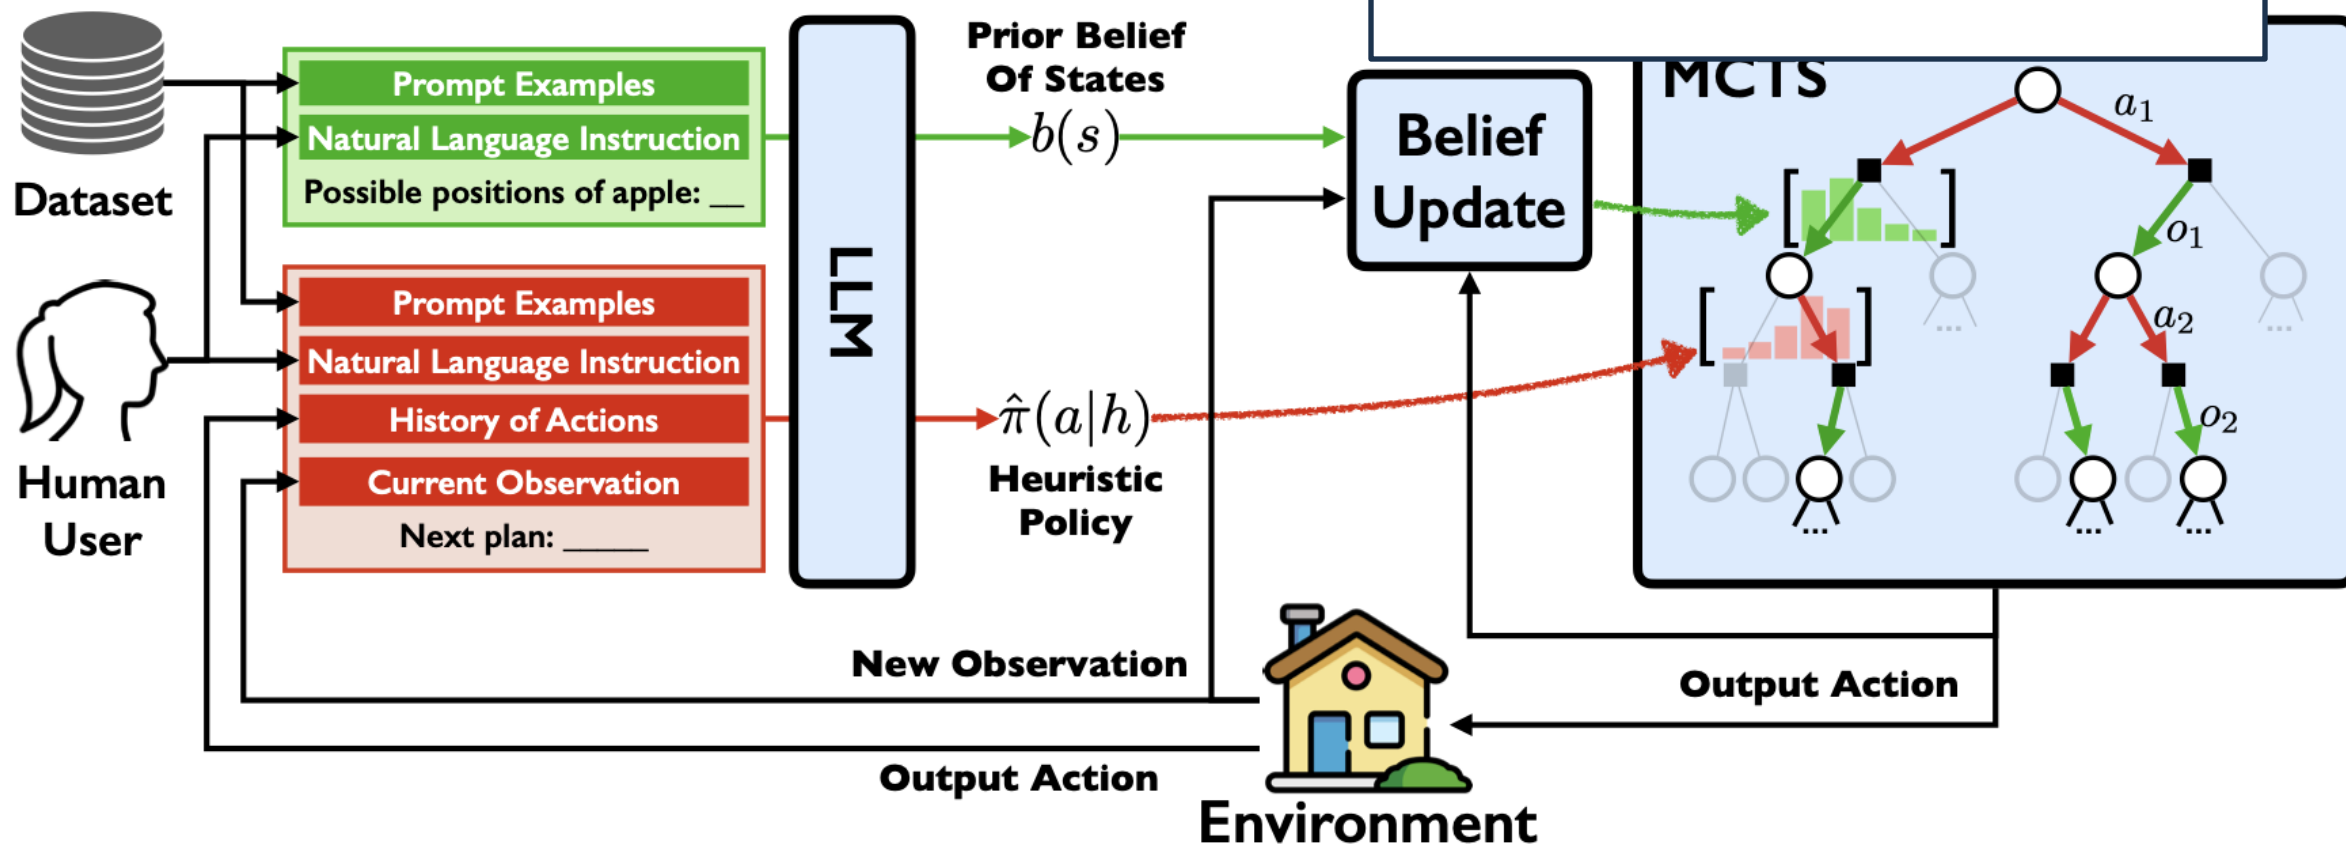 Dataset
Human
User
Prompt Examples
Natural Language Instruction
Possible positions of apple: __
Prompt Examples
Natural Language Instruction
History of Actions
Current Observation
Next plan: _____
LLM
Prior Belief
Of States
b(s)
π̂(a|h)
Heuristic
Policy
Belief
Update
MCTS
a₁
o₁
a₂
o₂
...
...
...
...
...
New Observation
Output Action
Output Action
Environment